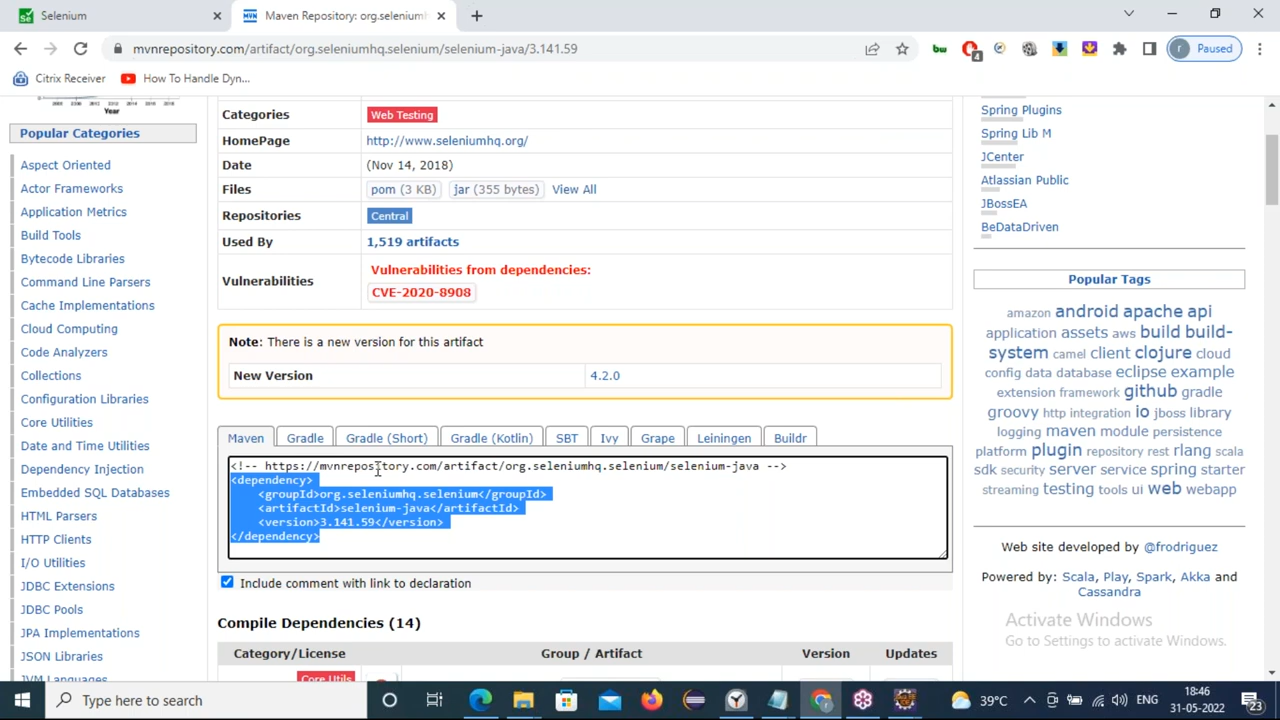 Selenium
Maven Repository: org.seleniumh
mvnrepository.com/artifact/org.seleniumhq.selenium/selenium-java/3.141.59
bw
4
r Paused
Citrix Receiver
How To Handle Dyn...
Year
Popular Categories
Aspect Oriented
Actor Frameworks
Application Metrics
Build Tools
Bytecode Libraries
Command Line Parsers
Cache Implementations
Cloud Computing
Code Analyzers
Collections
Configuration Libraries
Core Utilities
Date and Time Utilities
Dependency Injection
Embedded SQL Databases
HTML Parsers
HTTP Clients
I/O Utilities
JDBC Extensions
JDBC Pools
JPA Implementations
JSON Libraries
JVM Languages
Categories Web Testing
HomePage http://www.seleniumhq.org/
Date (Nov 14, 2018)
Files pom (3 KB) jar (355 bytes) View All
Repositories Central
Used By 1,519 artifacts
Vulnerabilities Vulnerabilities from dependencies:
CVE-2020-8908
Note: There is a new version for this artifact
New Version 4.2.0
Maven Gradle Gradle (Short) Gradle (Kotlin) SBT Ivy Grape Leiningen Buildr
<!-- https://mvnrepository.com/artifact/org.seleniumhq.selenium/selenium-java -->
<dependency>
<groupId>org.seleniumhq.selenium</groupId>
<artifactId>selenium-java</artifactId>
<version>3.141.59</version>
</dependency>
Include comment with link to declaration
Compile Dependencies (14)
Category/License Group / Artifact Version Updates
Core Utils
Spring Plugins
Spring Lib M
JCenter
Atlassian Public
JBossEA
BeDataDriven
Popular Tags
amazon android apache api
application assets aws build build-
system camel client clojure cloud
config data database eclipse example
extension framework github gradle
groovy http integration io jboss library
logging maven module persistence
platform plugin repository rest rlang scala
sdk security server service spring starter
streaming testing tools ui web webapp
Web site developed by @frodriguez
Powered by: Scala, Play, Spark, Akka and
Cassandra
Activate Windows
Go to Settings to activate Windows.
Type here to search
39°C
ENG
18:46
31-05-2022
23